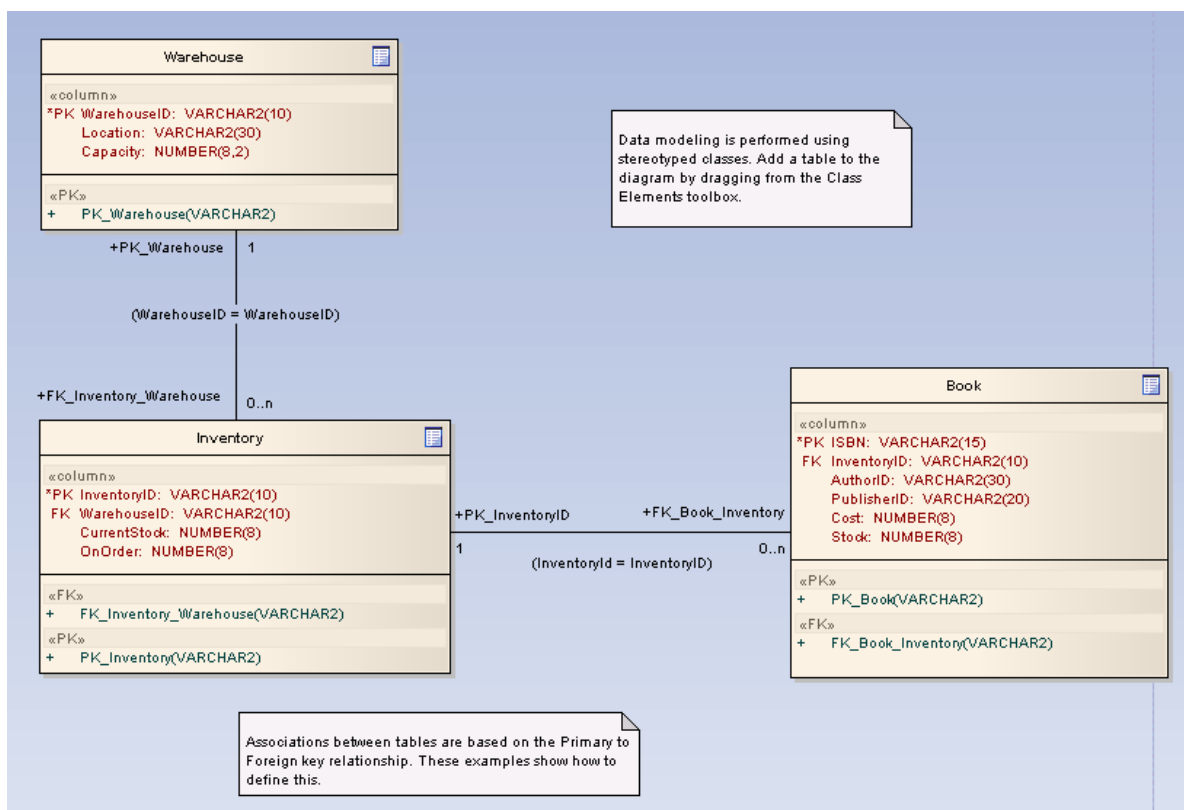 Warehouse
«column»
*PK WarehouseID: VARCHAR2(10)
Location: VARCHAR2(30)
Capacity: NUMBER(8,2)
«PK»
+ PK_Warehouse(VARCHAR2)
Data modeling is performed using
stereotyped classes. Add a table to the
diagram by dragging from the Class
Elements toolbox.
+PK_Warehouse 1
(WarehouseID = WarehouseID)
+FK_Inventory_Warehouse 0..n
Inventory
«column»
*PK InventoryID: VARCHAR2(10)
FK WarehouseID: VARCHAR2(10)
CurrentStock: NUMBER(8)
OnOrder: NUMBER(8)
«FK»
+ FK_Inventory_Warehouse(VARCHAR2)
«PK»
+ PK_Inventory(VARCHAR2)
+PK_InventoryID +FK_Book_Inventory
1 0..n
(InventoryId = InventoryID)
Book
«column»
*PK ISBN: VARCHAR2(15)
FK InventoryID: VARCHAR2(10)
AuthorID: VARCHAR2(30)
PublisherID: VARCHAR2(20)
Cost: NUMBER(8)
Stock: NUMBER(8)
«PK»
+ PK_Book(VARCHAR2)
«FK»
+ FK_Book_Inventory(VARCHAR2)
Associations between tables are based on the Primary to
Foreign key relationship. These examples show how to
define this.